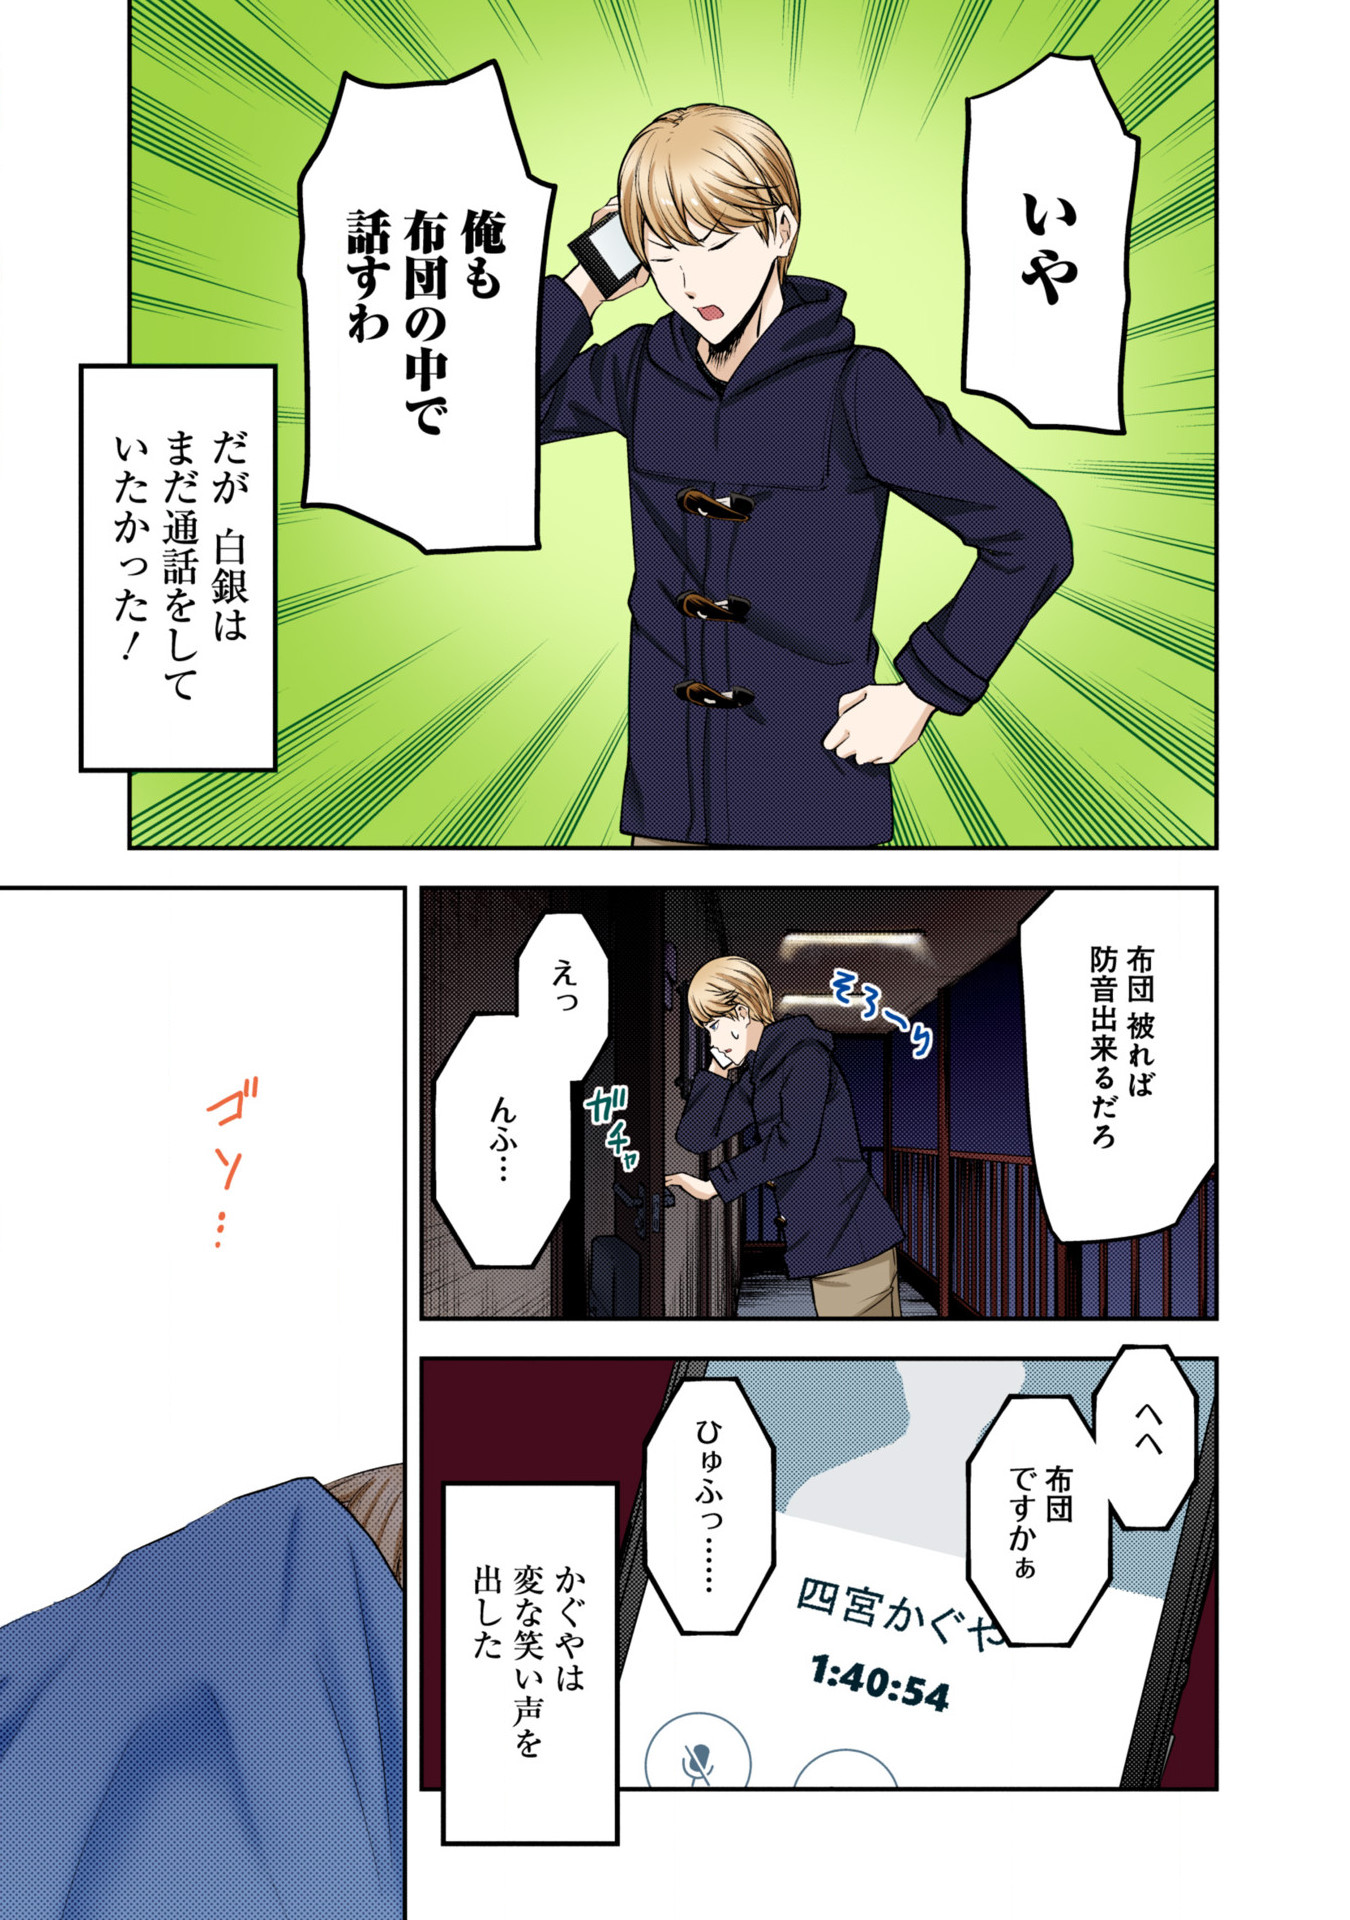 いや
俺も
布団の中で
話すわ
だが 白銀は
まだ通話をして
いたかった！
布団 被れば
防音出来るだろ
そろ〜り
ガチャ
えっ
んふ…
へへ
布団
ですかぁ
ひゅふっ……
四宮かぐや
1:40:54
かぐやは
変な笑い声を
出した
ゴソ…